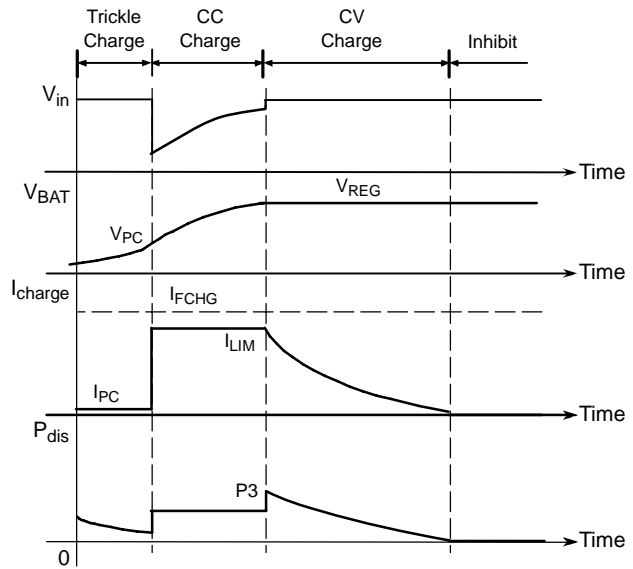 Trickle Charge
CC Charge
CV Charge
Inhibit
Vin
Time
VBAT
VREG
VPC
Time
Icharge
IFCHG
ILIM
IPC
Time
Pdis
P3
Time
0